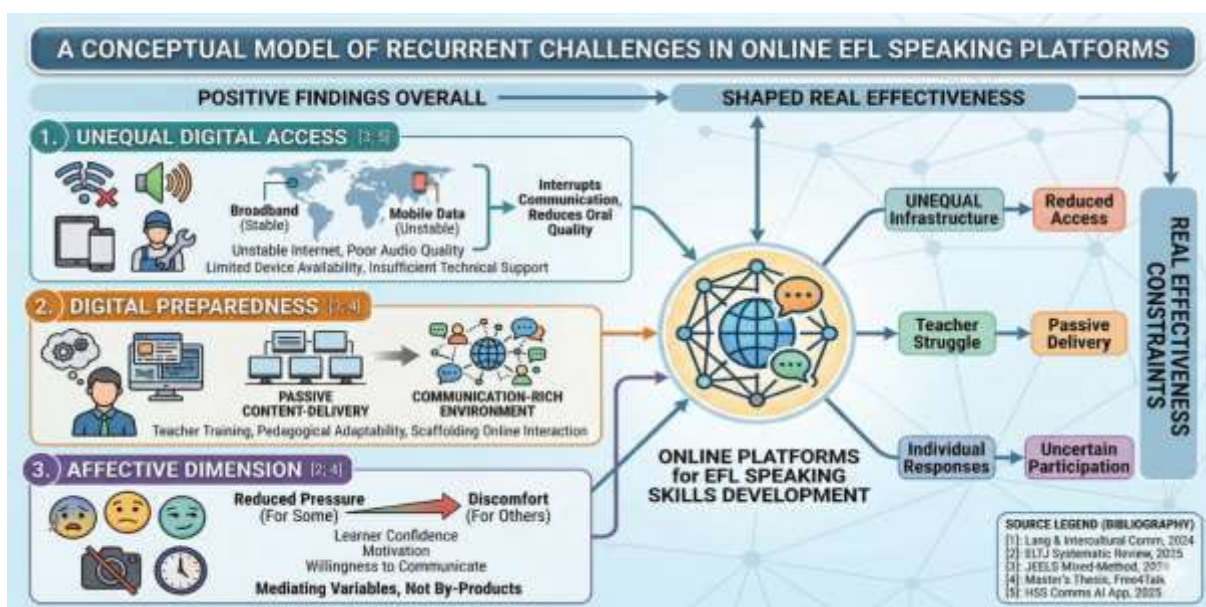 A CONCEPTUAL MODEL OF RECURRENT CHALLENGES IN ONLINE EFL SPEAKING PLATFORMS
POSITIVE FINDINGS OVERALL
SHAPED REAL EFFECTIVENESS
1. UNEQUAL DIGITAL ACCESS
Broadband
(Stable)
Mobile Data
(Unstable)
Unstable Internet, Poor Audio Quality
Limited Device Availability, Insufficient Technical Support
Interrupts
Communication,
Reduces Oral
Quality
2. DIGITAL PREPAREDNESS
PASSIVE
CONTENT-DELIVERY
COMMUNICATION-RICH
ENVIRONMENT
Teacher Training, Pedagogical Adaptability, Scaffolding Online Interaction
3. AFFECTIVE DIMENSION [2; 4]
Reduced Pressure
(For Some)
Discomfort
(For Others)
Learner Confidence
Motivation
Willingness to Communicate
Mediating Variables, Not By-Products
ONLINE PLATFORMS
for EFL SPEAKING
SKILLS DEVELOPMENT
UNEQUAL
Infrastructure
Reduced
Access
Teacher
Struggle
Passive
Delivery
Individual
Responses
Uncertain
Participation
REAL EFFECTIVENESS
CONSTRAINTS
SOURCE LEGEND (BIBLIOGRAPHY)
[1]: Lang & Intercultural Comm, 2024
[2]: ELTJ Systematic Review, 2025
[3]: JEELS Mixed-Method,
[4]: Master's Thesis, Free4Talk
[5]: HSS Comms AI App, 2025